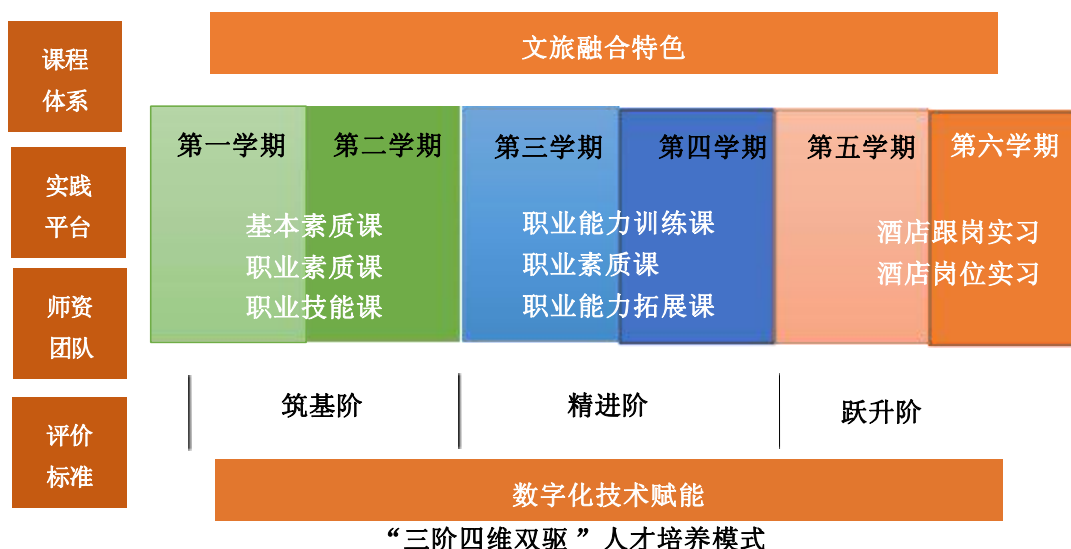 课程
体系
实践
平台
师资
团队
评价
标准
文旅融合特色
第一学期
第二学期
第三学期
第四学期
第五学期
第六学期
基本素质课
职业素质课
职业技能课
职业能力训练课
职业素质课
职业能力拓展课
酒店跟岗实习
酒店岗位实习
筑基阶
精进阶
跃升阶
数字化技术赋能
“三阶四维双驱 ”人才培养模式